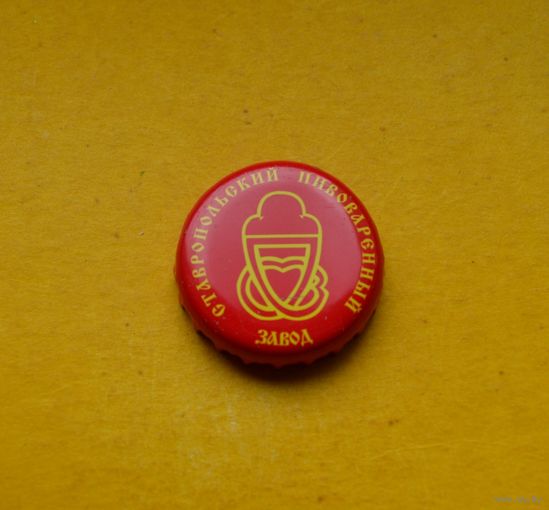 СТАВРОПОЛЬСКИЙ ПИВОВАРЕННЫЙ
ЗАВОД